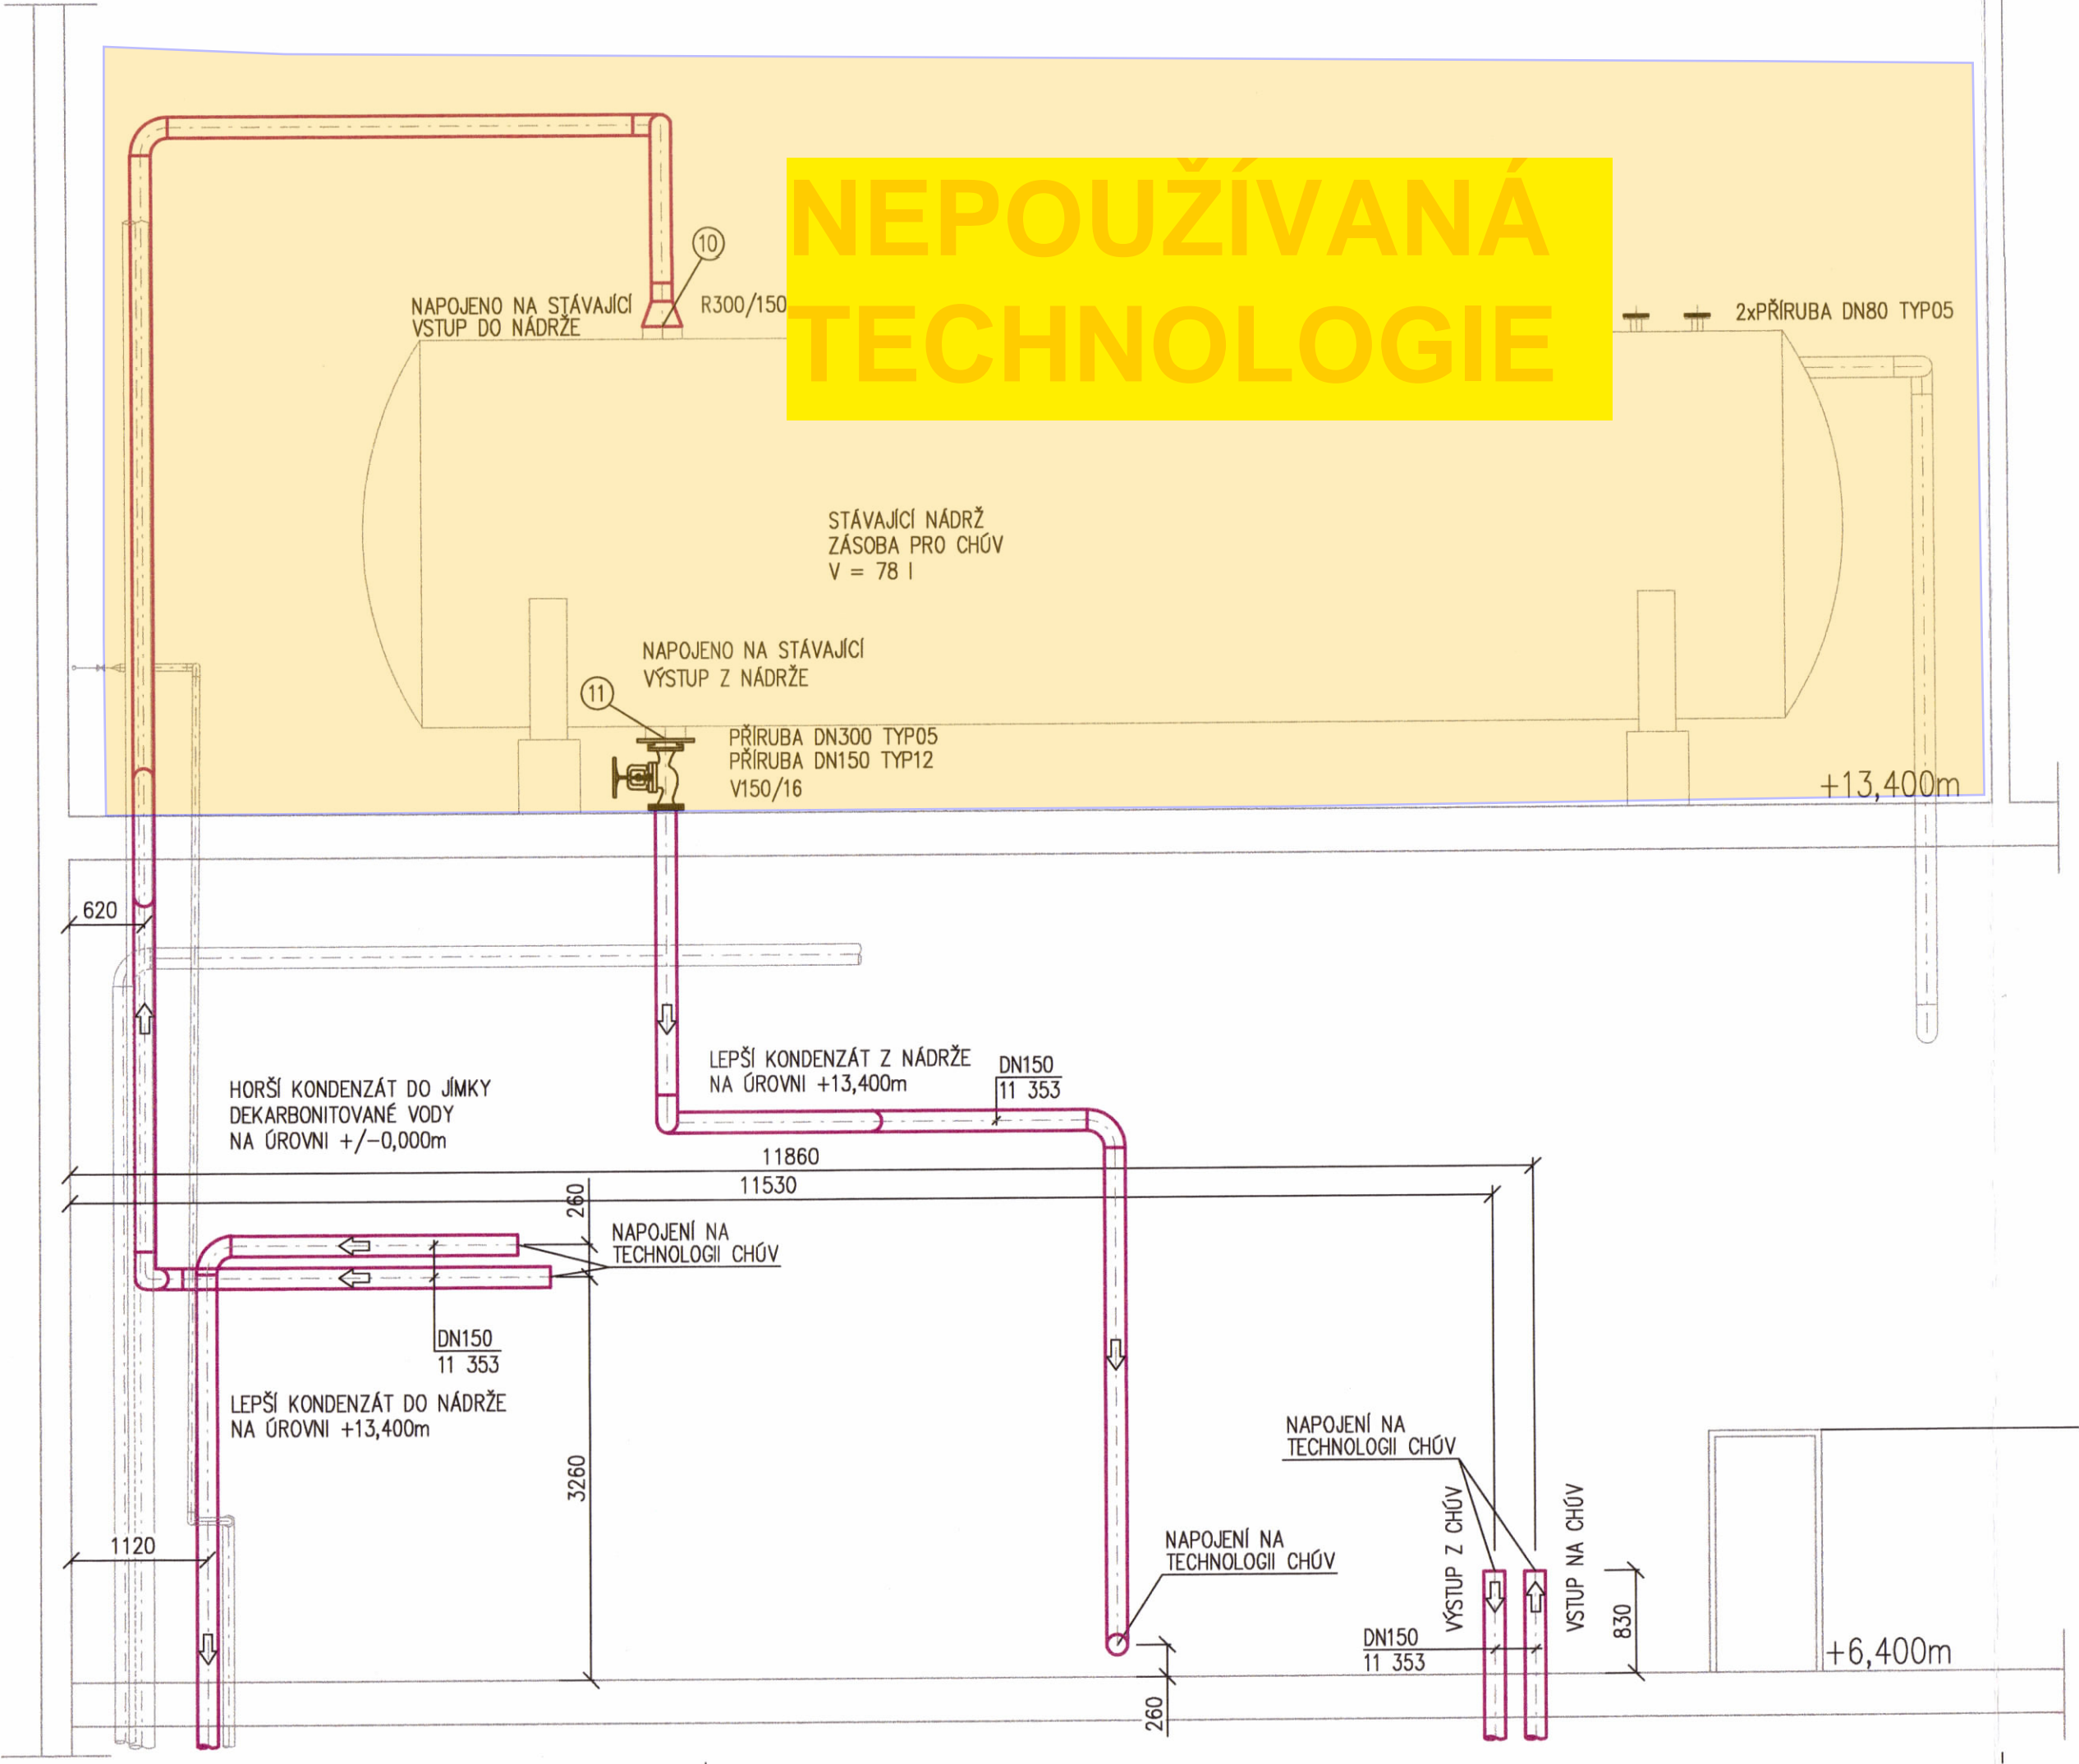 NEPOUŽÍVANÁ
TECHNOLOGIE
10
NAPOJENO NA STÁVAJÍCÍ
VSTUP DO NÁDRŽE
R300/150
2xPŘÍRUBA DN80 TYP05
STÁVAJÍCÍ NÁDRŽ
ZÁSOBA PRO CHÚV
V = 78 l
NAPOJENO NA STÁVAJÍCÍ
VÝSTUP Z NÁDRŽE
11
PŘÍRUBA DN300 TYP05
PŘÍRUBA DN150 TYP12
V150/16
+13,400m
620
LEPŠÍ KONDENZÁT Z NÁDRŽE
NA ÚROVNI +13,400m
DN150
11 353
HORŠÍ KONDENZÁT DO JÍMKY
DEKARBONITOVANÉ VODY
NA ÚROVNI +/-0,000m
11860
11530
260
NAPOJENÍ NA
TECHNOLOGII CHÚV
DN150
11 353
LEPŠÍ KONDENZÁT DO NÁDRŽE
NA ÚROVNI +13,400m
3260
NAPOJENÍ NA
TECHNOLOGII CHÚV
VÝSTUP Z CHÚV
VSTUP NA CHÚV
1120
NAPOJENÍ NA
TECHNOLOGII CHÚV
830
DN150
11 353
+6,400m
260